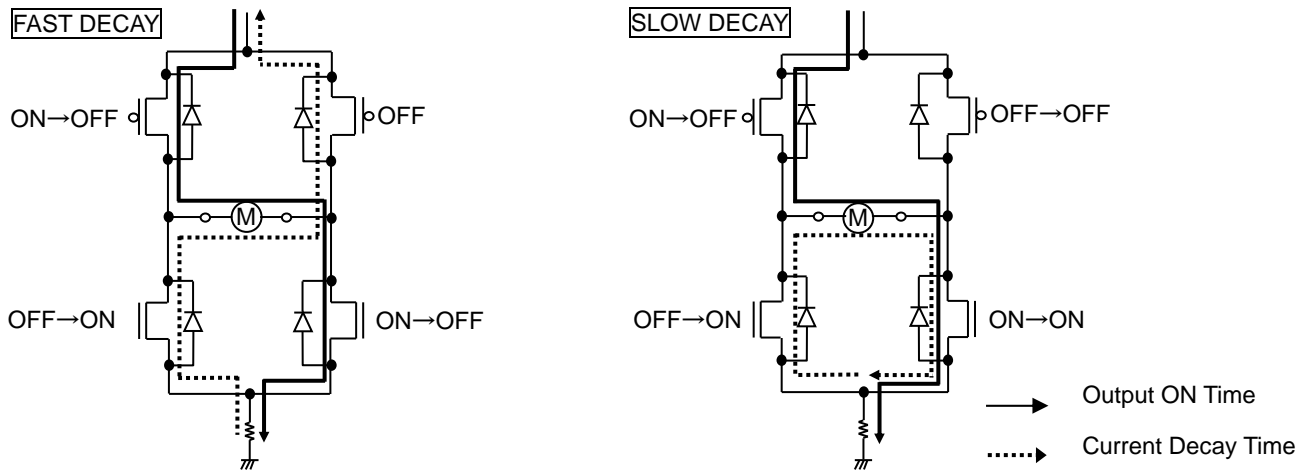 FAST DECAY
ON→OFF
OFF
M
OFF→ON
ON→OFF
SLOW DECAY
ON→OFF
OFF→OFF
M
OFF→ON
ON→ON
Output ON Time
Current Decay Time